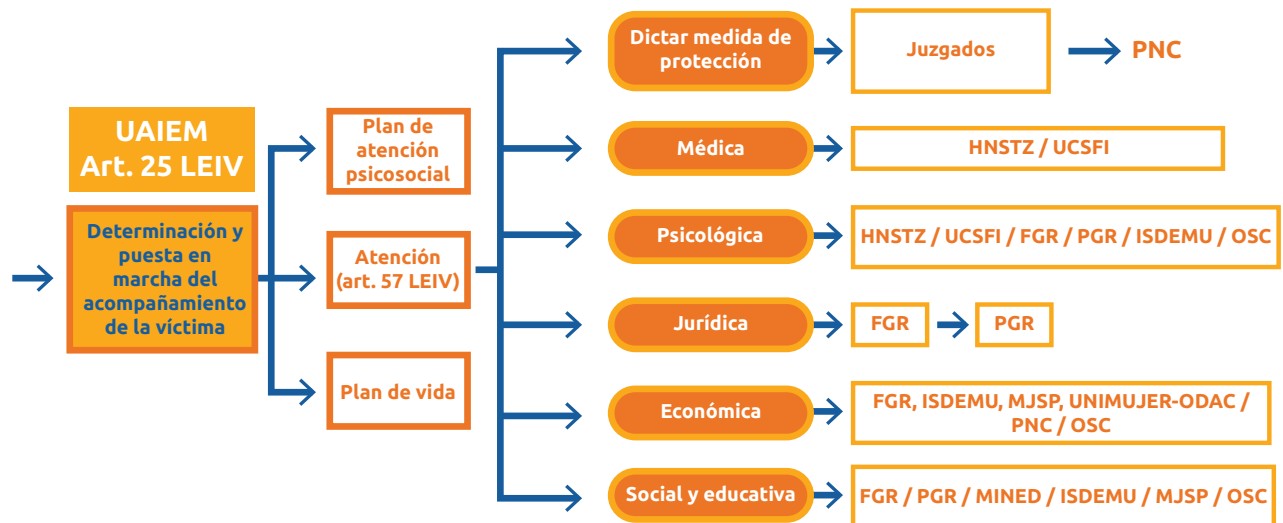 UAIEM
Art. 25 LEIV
Determinación y
puesta en
marcha del
acompañamiento
de la víctima
Plan de
atención
psicosocial
Atención
(art. 57 LEIV)
Plan de vida
Dictar medida de
protección
Juzgados
PNC
Médica
HNSTZ / UCSFI
Psicológica
HNSTZ / UCSFI / FGR / PGR / ISDEMU / OSC
Jurídica
FGR
PGR
Económica
FGR, ISDEMU, MJSP, UNIMUJER-ODAC /
PNC / OSC
Social y educativa
FGR / PGR / MINED / ISDEMU / MJSP / OSC